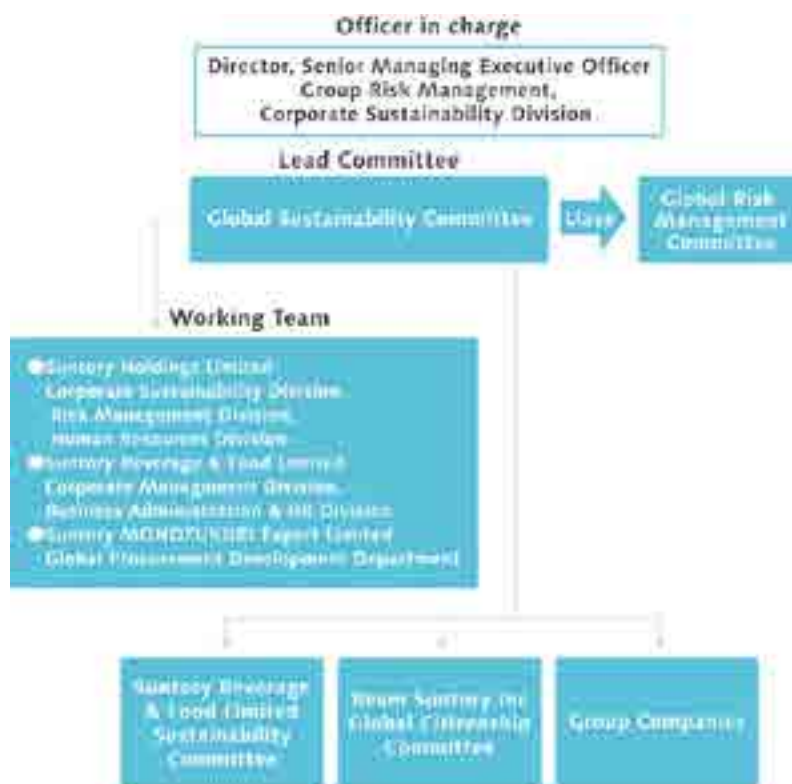 Officer in charge
Director, Senior Managing Executive Officer
Group Risk Management,
Corporate Sustainability Division
Lead Committee
Global Sustainability Committee
Global Risk
Management
Committee
Working Team
●Suntory Holdings Limited
Corporate Sustainability Division
Risk Management Division,
Human Resources Division
●Suntory Beverage & Food Limited
Corporate Management Division,
Business Administration & HR Division
●Suntory MONOZUKURI Expert Limited
Global Procurement Development Department
Suntory Beverage
& Food Limited
Sustainability
Committee
Beam Suntory Inc
Global Citizenship
Committee
Group Companies